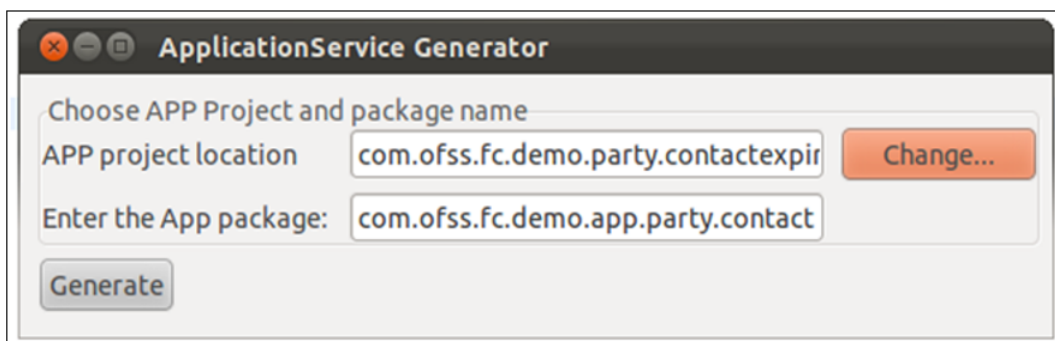 ApplicationService Generator
Choose APP Project and package name
APP project location com.ofss.fc.demo.party.contactexpir Change...
Enter the App package: com.ofss.fc.demo.app.party.contact
Generate